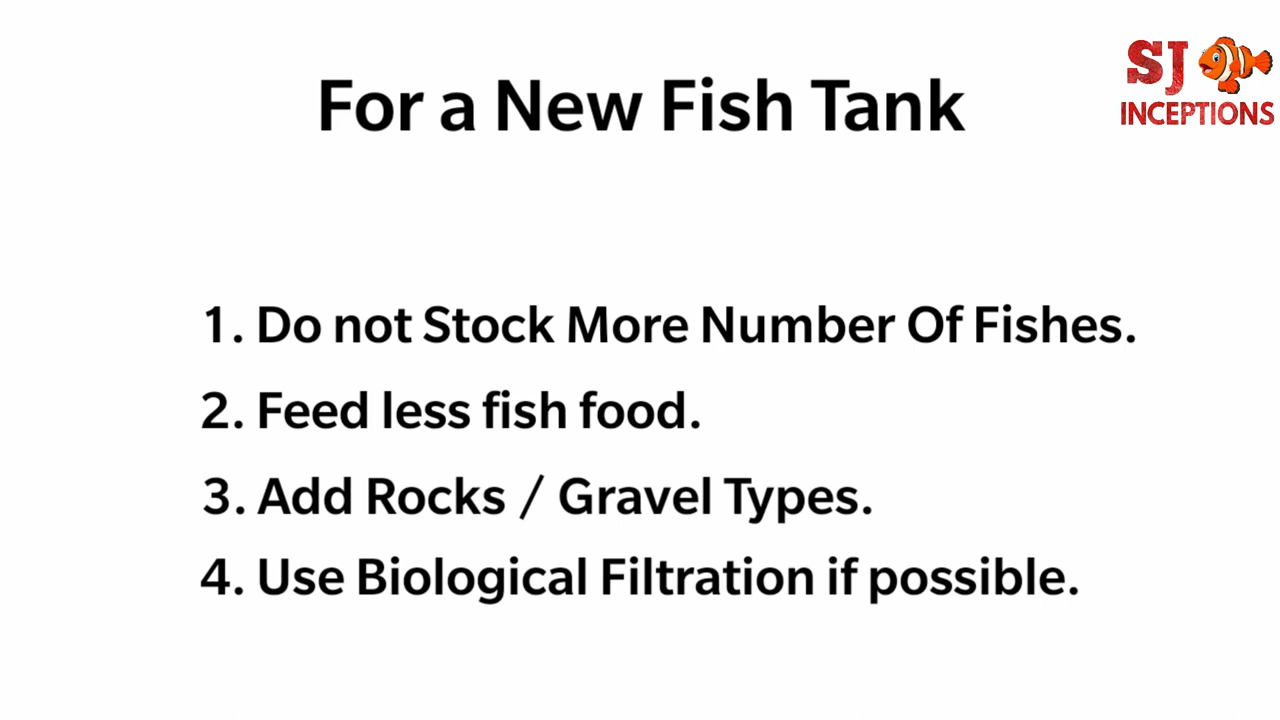 For a New Fish Tank
SJ
INCEPTIONS
1. Do not Stock More Number Of Fishes.
2. Feed less fish food.
3. Add Rocks / Gravel Types.
4. Use Biological Filtration if possible.